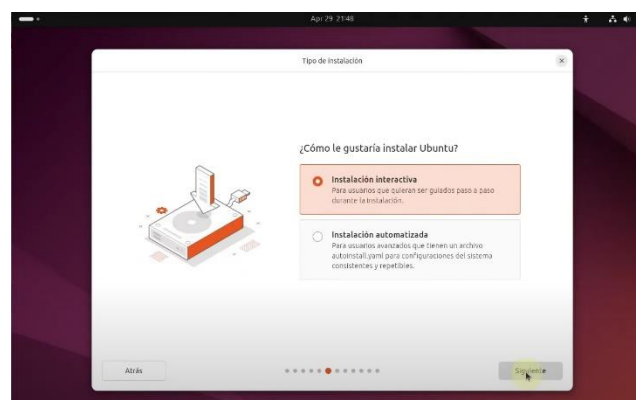 Apr 29 21:48
Tipo de instalación
¿Cómo le gustaría instalar Ubuntu?
Instalación interactiva
Para usuarios que quieran ser guiados paso a paso
durante la instalación.
Instalación automatizada
Para usuarios avanzados que tienen un archivo
autoinstall.yaml para configuraciones del sistema
consistentes y repetibles.
Atrás
Siguiente